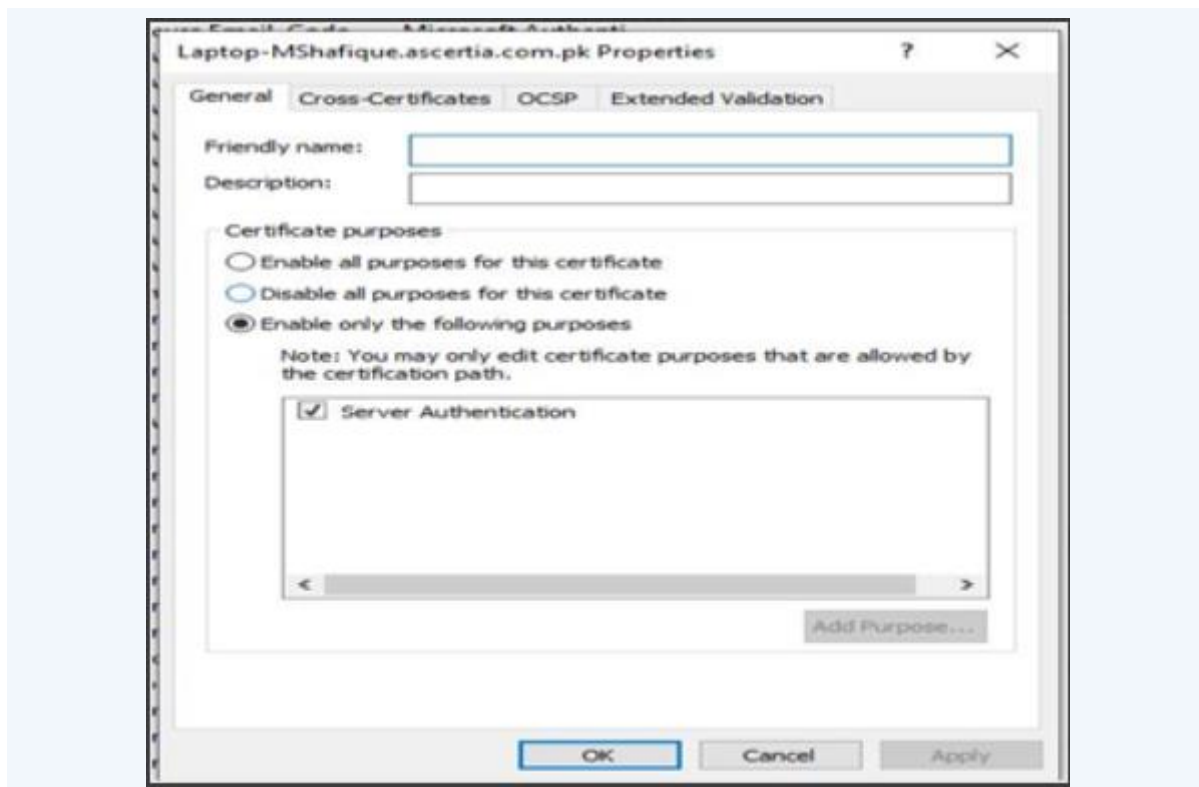 Laptop-MShafique.ascertia.com.pk Properties ? ×
General Cross-Certificates OCSP Extended Validation
Friendly name:
Description:
Certificate purposes
Enable all purposes for this certificate
Disable all purposes for this certificate
Enable only the following purposes
Note: You may only edit certificate purposes that are allowed by
the certification path.
Server Authentication
Add Purpose...
OK Cancel Apply